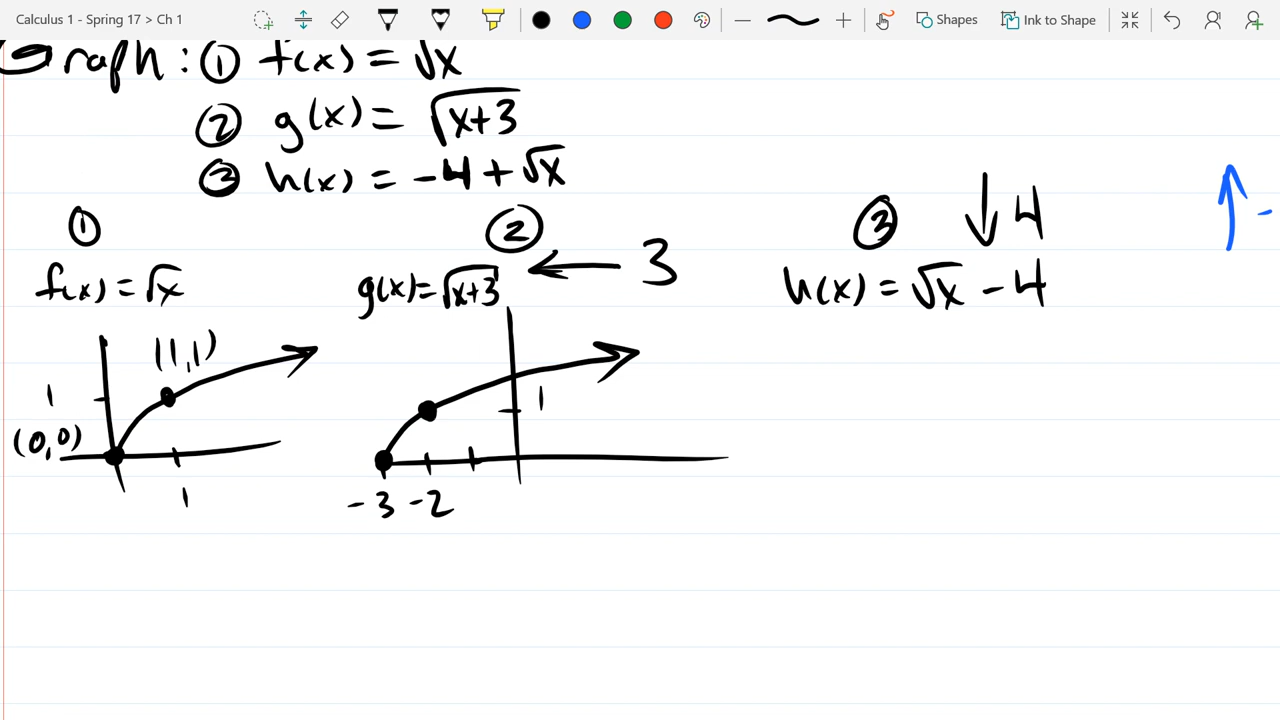 Calculus 1 - Spring 17 > Ch 1
Shapes
Ink to Shape
Graph: ① f(x) = √x
② g(x) = √x+3
③ h(x) = -4 + √x
①
f(x) = √x
(1,1)
1
(0,0)
1
②
g(x) = √x+3
← 3
1
-3 -2
③ ↓ 4
h(x) = √x - 4
↑ -